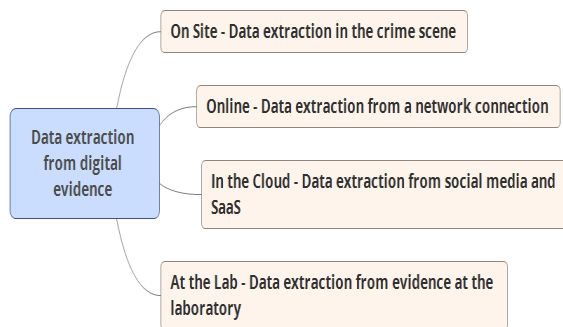 On Site - Data extraction in the crime scene
Online - Data extraction from a network connection
Data extraction
from digital
evidence
In the Cloud - Data extraction from social media and
SaaS
At the Lab - Data extraction from evidence at the
laboratory